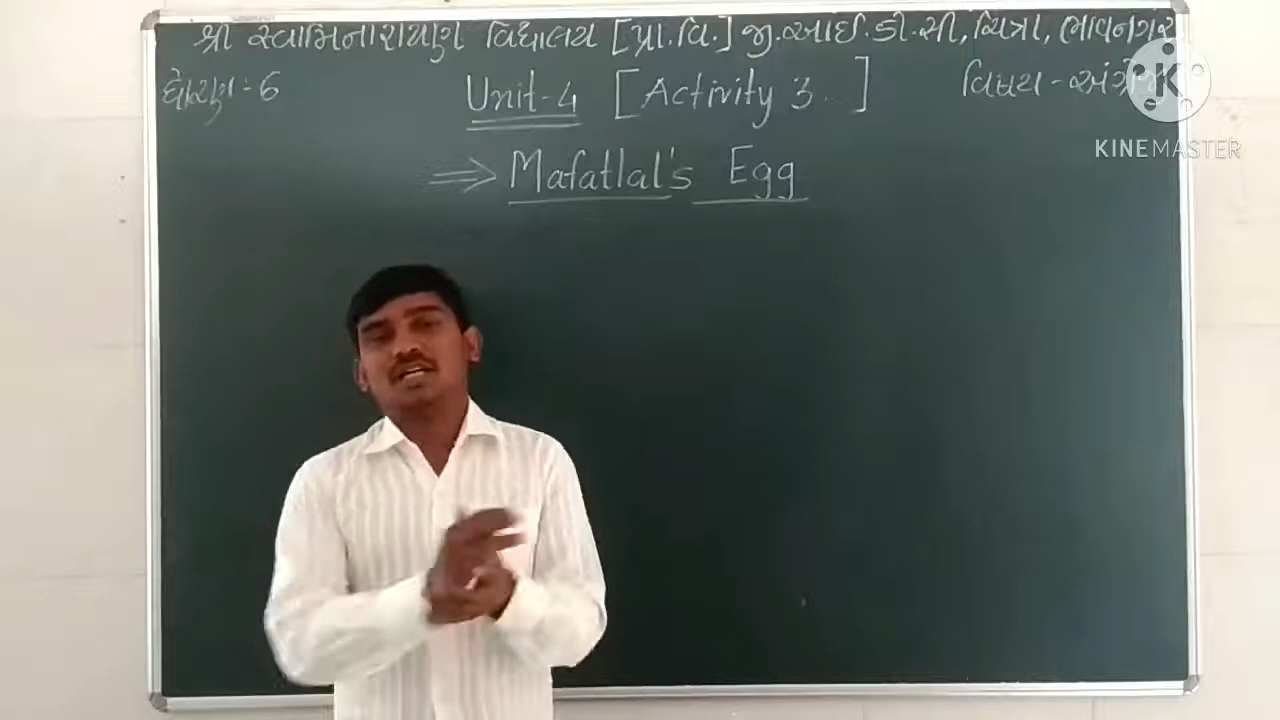 શ્રી સ્વામિનારાયણ વિદ્યાલય [પ્રા.વિ.] જી.આઈ.ડી.સી, ચિત્રા, ભાવનગર
ધોરણ-6 Unit-4 [Activity 3..] વિષય-અંગ્રેજી
⇒ Mafatlal's Egg
K
KINEMASTER